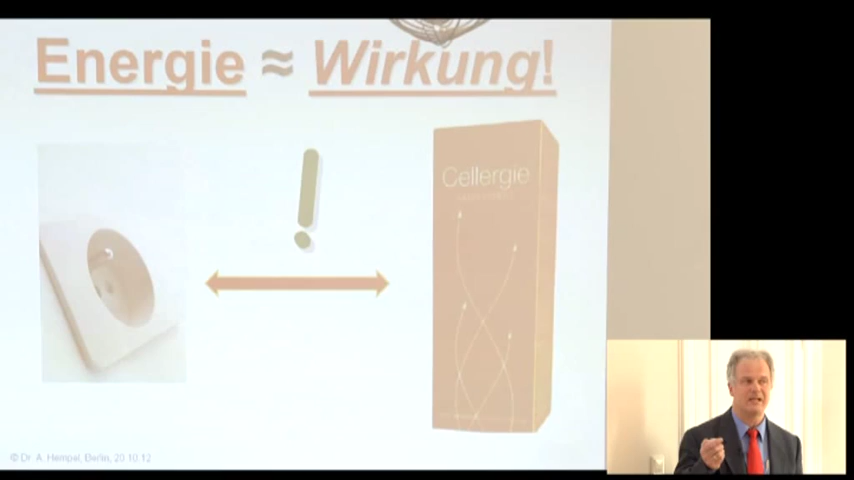 Energie ≈ Wirkung!
!
Cellergie
© Dr. A. Hempel, Berlin, 20.10.12